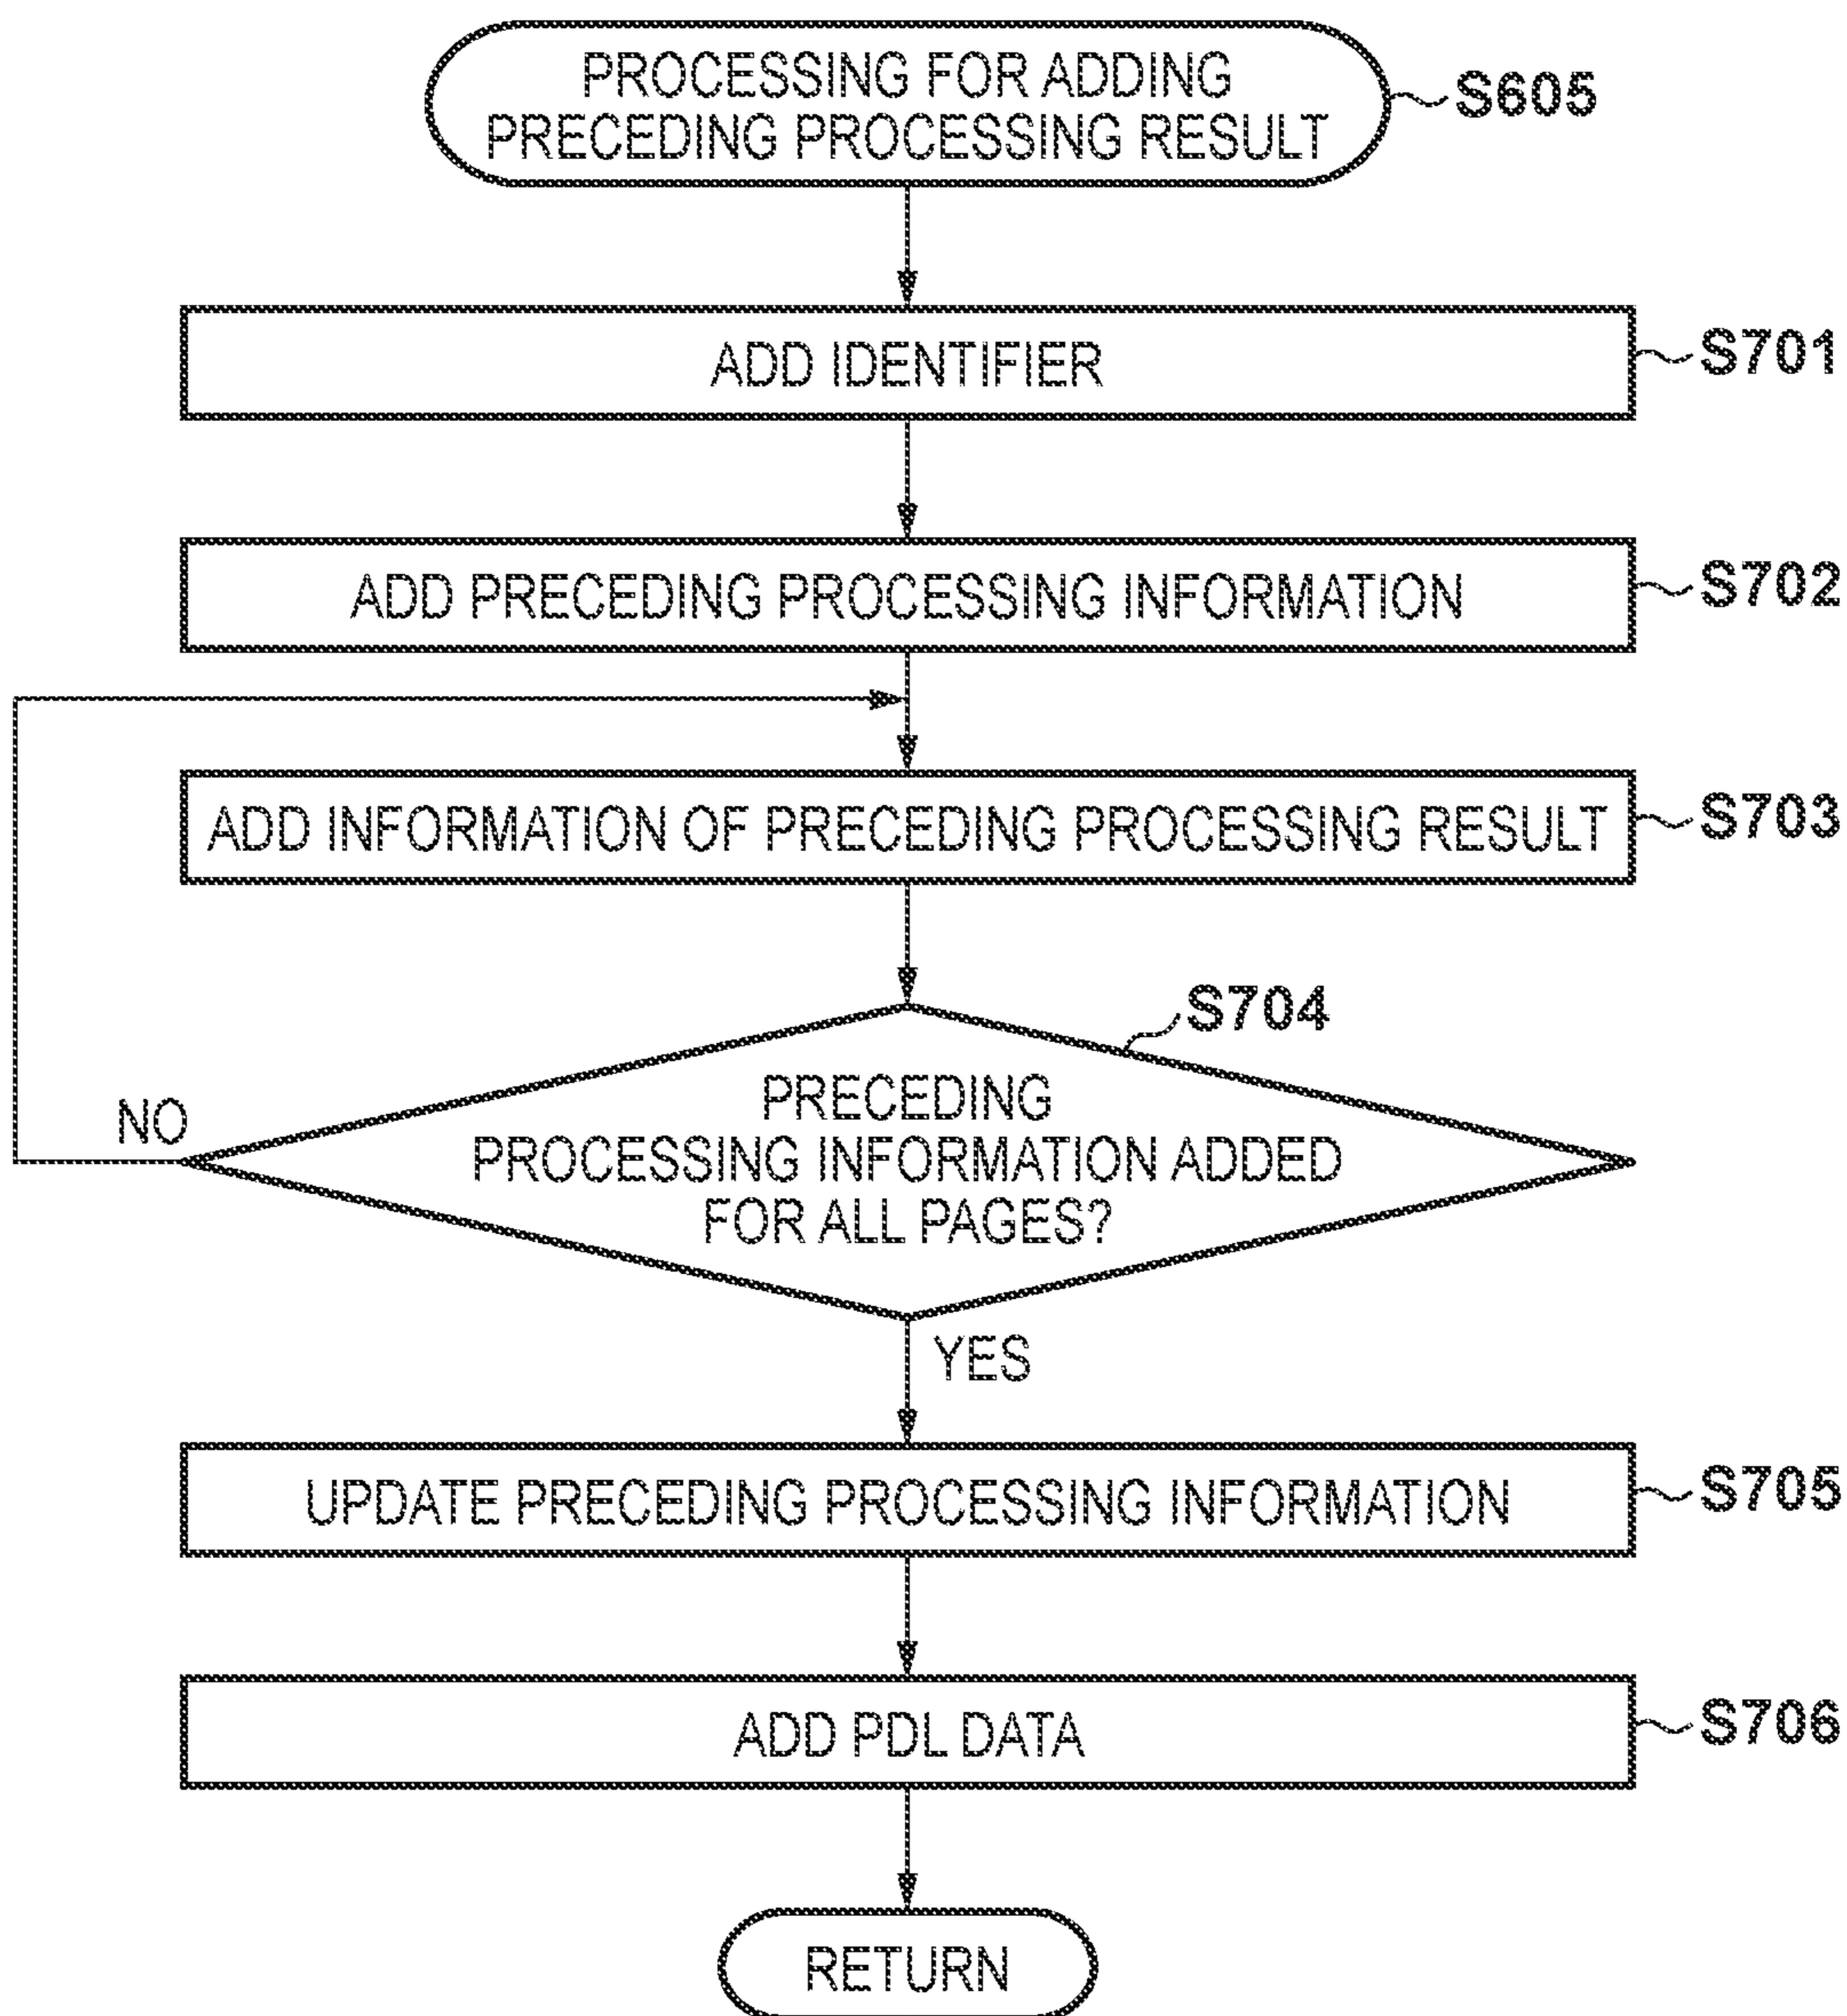 PROCESSING FOR ADDING
PRECEDING PROCESSING RESULT
S605
ADD IDENTIFIER
S701
ADD PRECEDING PROCESSING INFORMATION
S702
ADD INFORMATION OF PRECEDING PROCESSING RESULT
S703
S704
PRECEDING
PROCESSING INFORMATION ADDED
FOR ALL PAGES?
NO
YES
UPDATE PRECEDING PROCESSING INFORMATION
S705
ADD PDL DATA
S706
RETURN